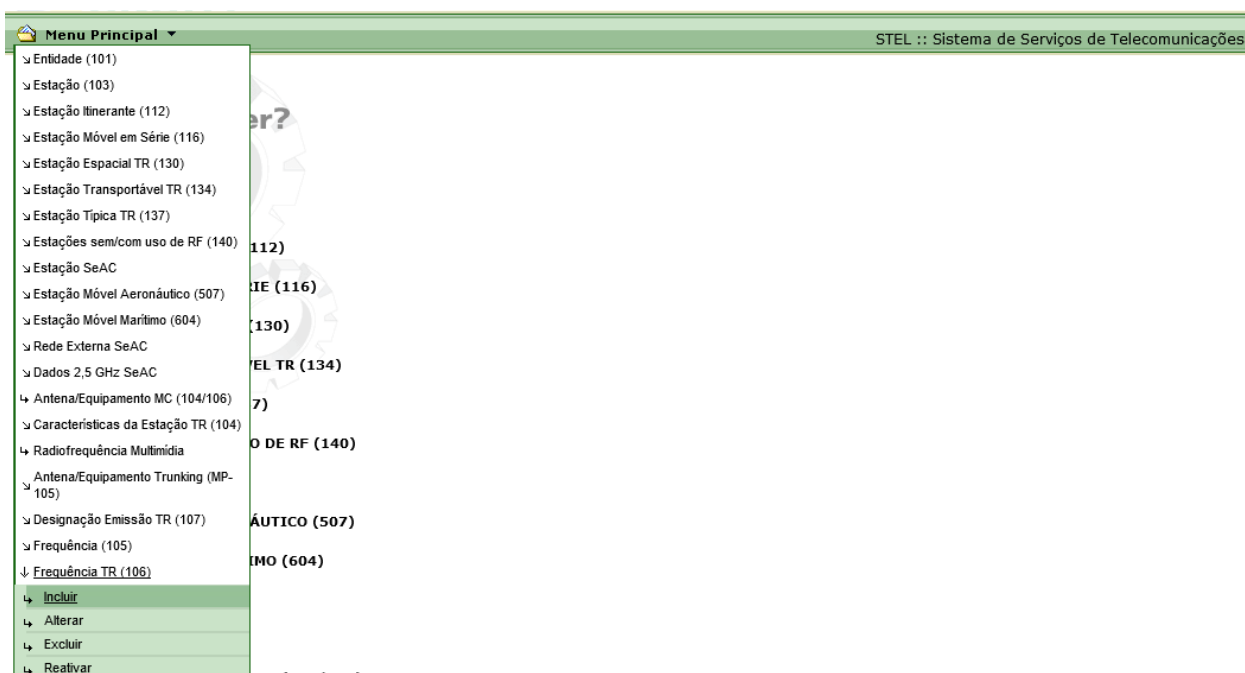 Menu Principal
STEL :: Sistema de Serviços de Telecomunicações
Entidade (101)
Estação (103)
Estação Itinerante (112)
er?
Estação Móvel em Série (116)
Estação Espacial TR (130)
Estação Transportável TR (134)
Estação Típica TR (137)
Estações sem/com uso de RF (140)
112)
Estação SeAC
RIE (116)
Estação Móvel Aeronáutico (507)
Estação Móvel Marítimo (604)
(130)
Rede Externa SeAC
VEL TR (134)
Dados 2,5 GHz SeAC
Antena/Equipamento MC (104/106)
7)
Características da Estação TR (104)
O DE RF (140)
Radiofrequência Multimídia
Antena/Equipamento Trunking (MP-
105)
Designação Emissão TR (107)
ÁUTICO (507)
Frequência (105)
IMO (604)
Frequência TR (106)
Incluir
Alterar
Excluir
Reativar